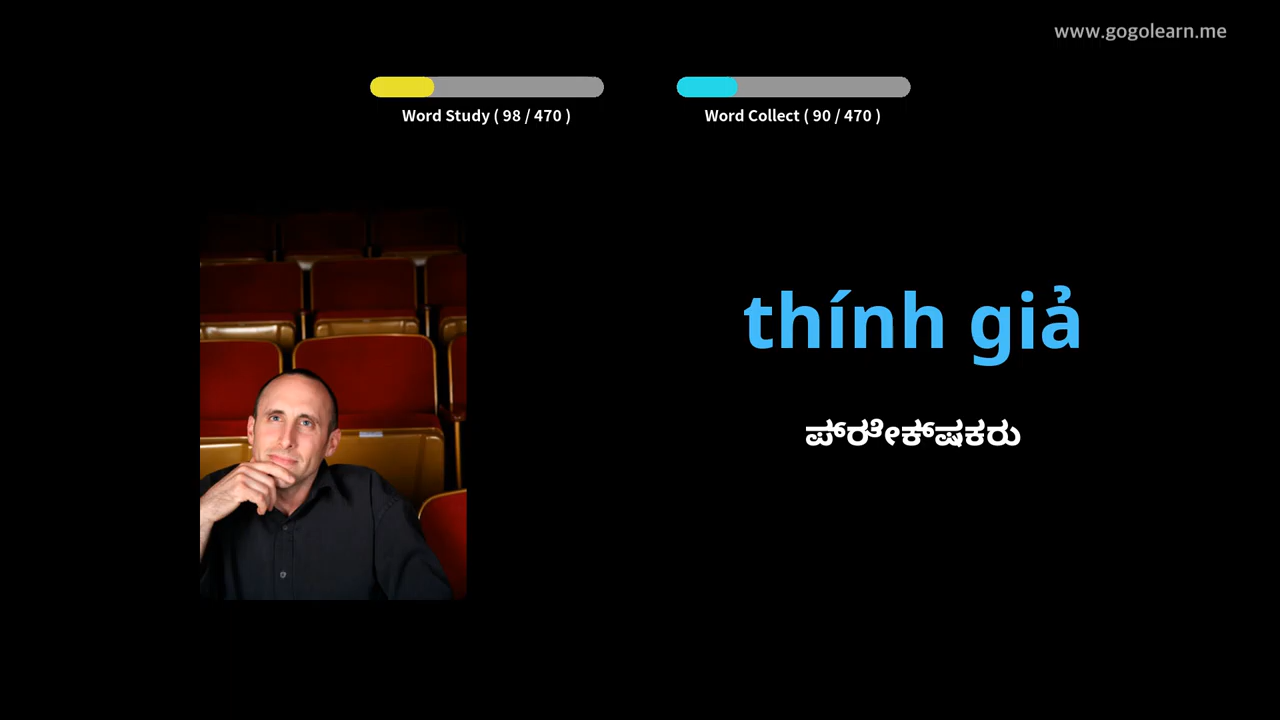 www.gogolearn.me
Word Study ( 98 / 470 )
Word Collect ( 90 / 470 )
thính giả
ಪ್ರೇಕ್ಷಕರು